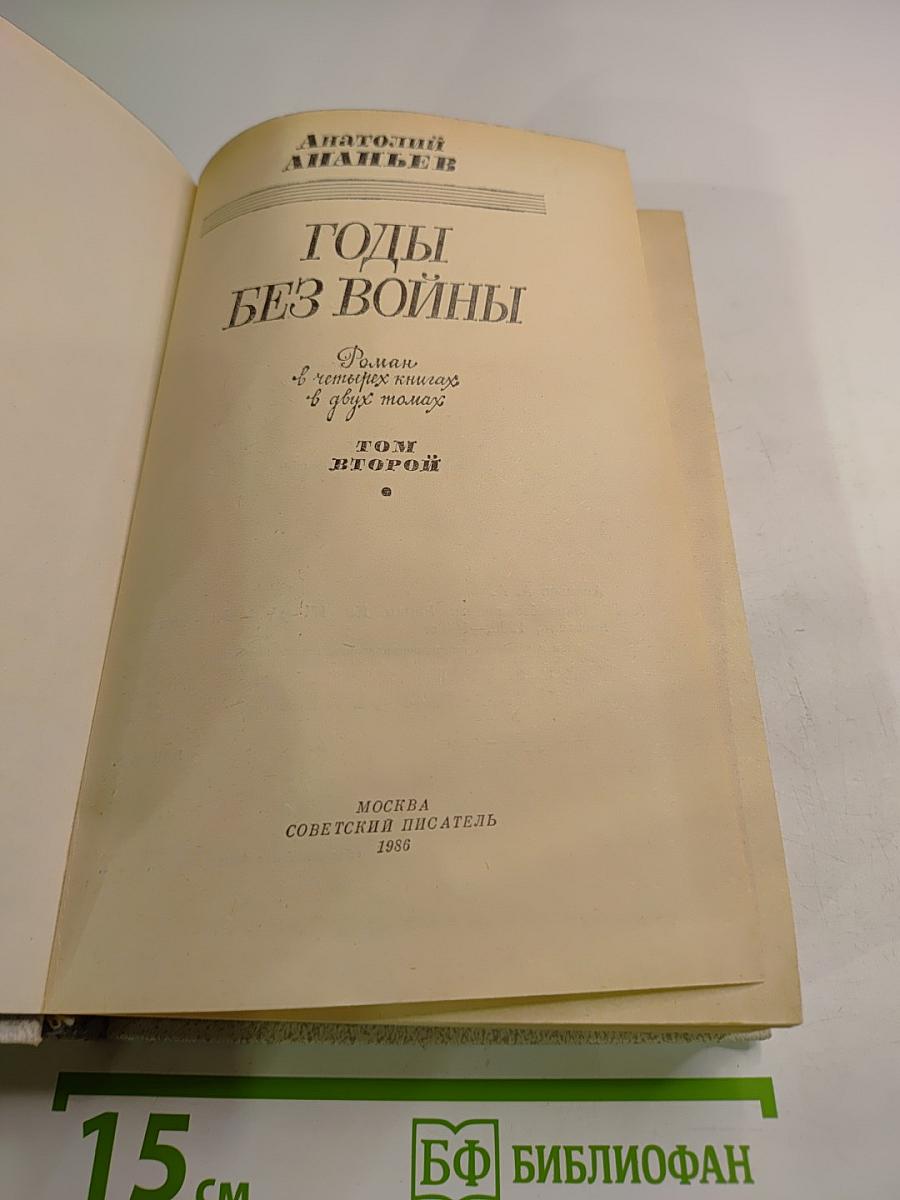 Анатолий
АНАНЬЕВ
ГОДЫ
БЕЗ ВОЙНЫ
Роман
в четырех книгах
в двух томах
ТОМ
ВТОРОЙ
МОСКВА
СОВЕТСКИЙ ПИСАТЕЛЬ
1986
15 см
БФ БИБЛИОФАН